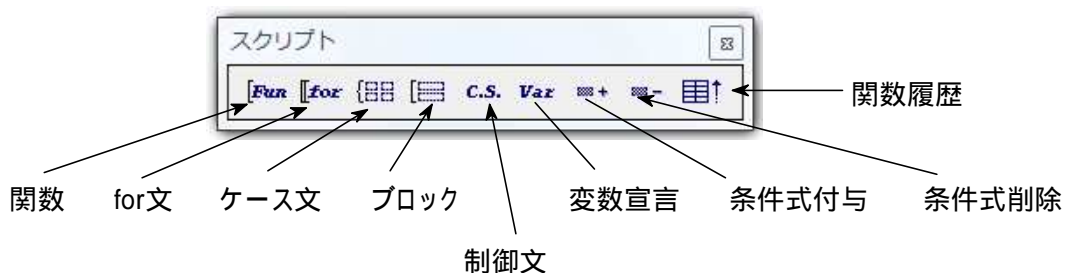 スクリプト
Fun for C.S. Var + -
関数履歴
関数 for文 ケース文 ブロック 変数宣言 条件式付与 条件式削除
制御文